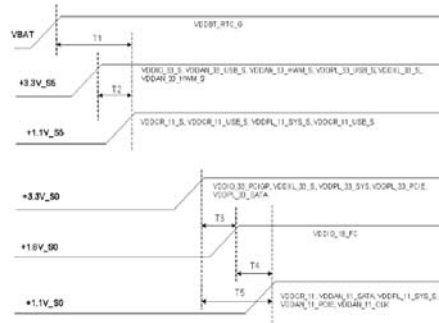 VBAT
VDDBT_RTC_G
T1
+3.3V_S5
VDDIO_33_S, VDDAN_33_USB_S, VDDAN_33_HWM_S, VDDPL_33_USB_S, VDDXL_33_S,
VDDAN_33_HWM_S
T2
+1.1V_S5
VDDCR_11_S, VDDCR_11_USB_S, VDDPL_11_SYS_S, VDDCR_11_USB_S
+3.3V_S0
VDDIO_33_PCIGP, VDDXL_33_S, VDDPL_33_SYS, VDDPL_33_PCIE,
VDDPL_33_SATA
T3
+1.8V_S0
VDDIO_18_FC
T4
T5
+1.1V_S0
VDDCR_11, VDDAN_11_SATA, VDDPL_11_SYS_S,
VDDAN_11_PCIE, VDDAN_11_CLK